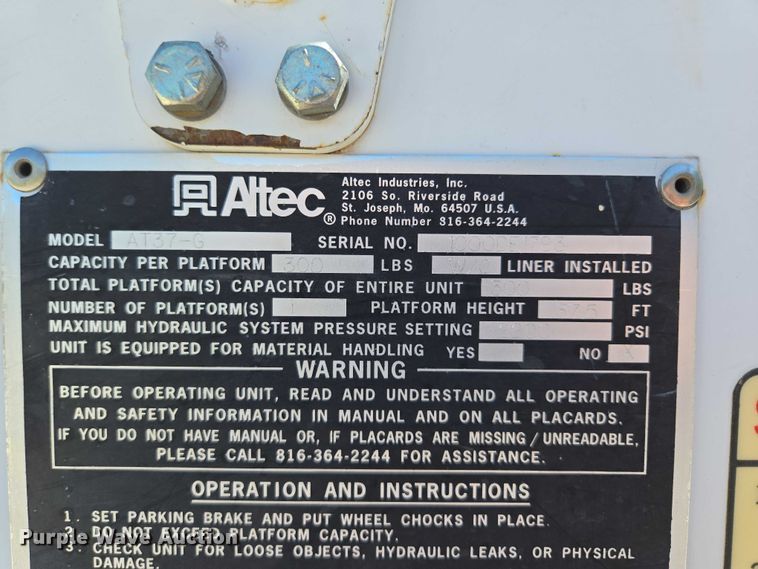 Altec
Altec Industries, Inc.
2106 So. Riverside Road
St. Joseph, Mo. 64507 U.S.A.
® Phone Number 816-364-2244
MODEL AT37-G SERIAL NO.
CAPACITY PER PLATFORM 300 LBS LINER INSTALLED
TOTAL PLATFORM(S) CAPACITY OF ENTIRE UNIT 300 LBS
NUMBER OF PLATFORM(S) 1 PLATFORM HEIGHT FT
MAXIMUM HYDRAULIC SYSTEM PRESSURE SETTING PSI
UNIT IS EQUIPPED FOR MATERIAL HANDLING YES NO X
WARNING
BEFORE OPERATING UNIT, READ AND UNDERSTAND ALL OPERATING
AND SAFETY INFORMATION IN MANUAL AND ON ALL PLACARDS.
IF YOU DO NOT HAVE MANUAL OR, IF PLACARDS ARE MISSING/UNREADABLE,
PLEASE CALL 816-364-2244 FOR ASSISTANCE.
OPERATION AND INSTRUCTIONS
1. SET PARKING BRAKE AND PUT WHEEL CHOCKS IN PLACE.
2. DO NOT EXCEED PLATFORM CAPACITY.
3. CHECK UNIT FOR LOOSE OBJECTS, HYDRAULIC LEAKS, OR PHYSICAL
DAMAGE.
Purple Wave Auction